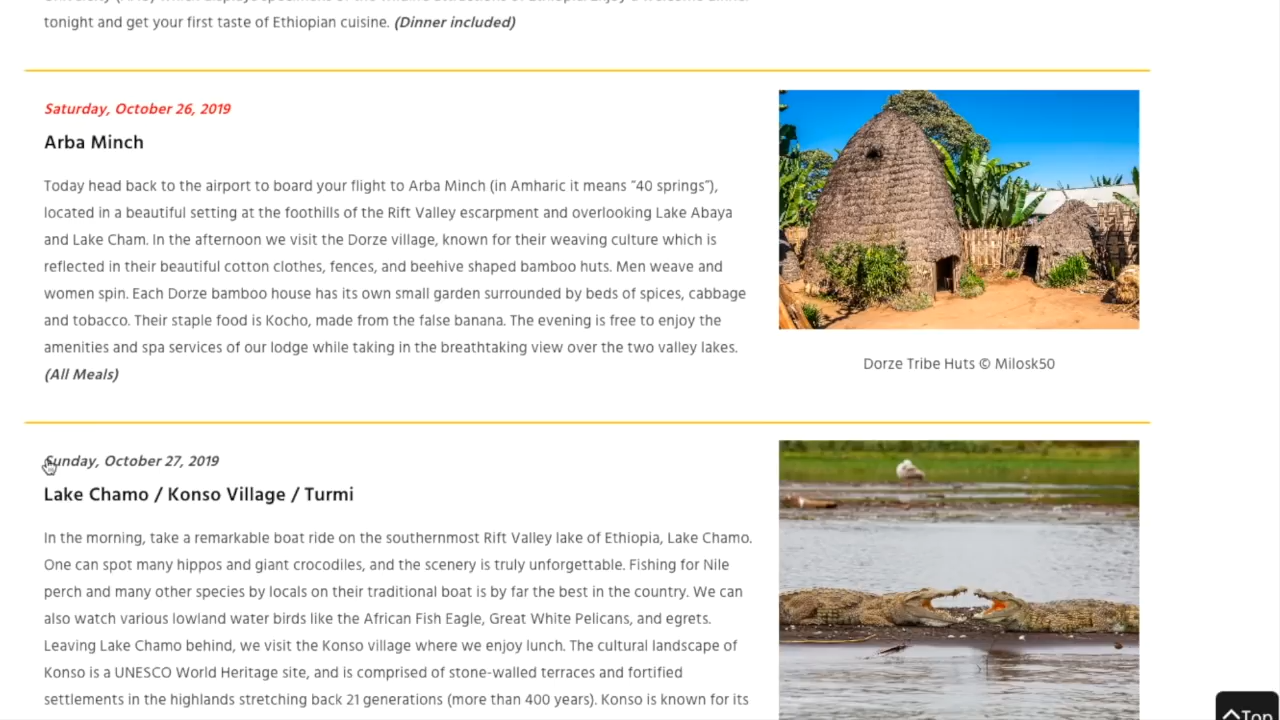 tonight and get your first taste of Ethiopian cuisine. (Dinner included)
Saturday, October 26, 2019
Arba Minch
Today head back to the airport to board your flight to Arba Minch (in Amharic it means “40 springs”),
located in a beautiful setting at the foothills of the Rift Valley escarpment and overlooking Lake Abaya
and Lake Cham. In the afternoon we visit the Dorze village, known for their weaving culture which is
reflected in their beautiful cotton clothes, fences, and beehive shaped bamboo huts. Men weave and
women spin. Each Dorze bamboo house has its own small garden surrounded by beds of spices, cabbage
and tobacco. Their staple food is Kocho, made from the false banana. The evening is free to enjoy the
amenities and spa services of our lodge while taking in the breathtaking view over the two valley lakes.
(All Meals)
Dorze Tribe Huts © Milosk50
Sunday, October 27, 2019
Lake Chamo / Konso Village / Turmi
In the morning, take a remarkable boat ride on the southernmost Rift Valley lake of Ethiopia, Lake Chamo.
One can spot many hippos and giant crocodiles, and the scenery is truly unforgettable. Fishing for Nile
perch and many other species by locals on their traditional boat is by far the best in the country. We can
also watch various lowland water birds like the African Fish Eagle, Great White Pelicans, and egrets.
Leaving Lake Chamo behind, we visit the Konso village where we enjoy lunch. The cultural landscape of
Konso is a UNESCO World Heritage site, and is comprised of stone-walled terraces and fortified
settlements in the highlands stretching back 21 generations (more than 400 years). Konso is known for its
Top